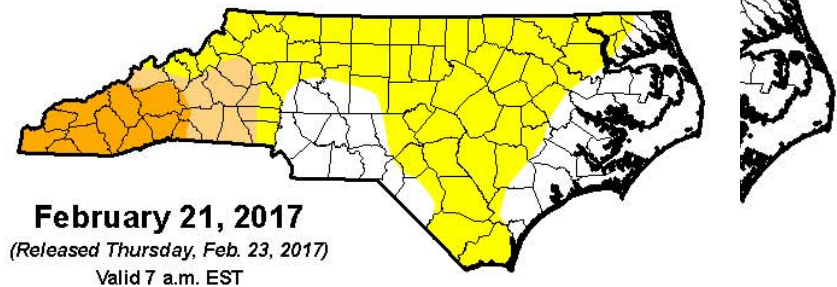 February 21, 2017
(Released Thursday, Feb. 23, 2017)
Valid 7 a.m. EST